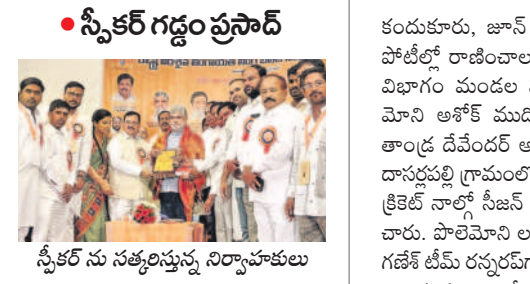 • స్పీకర్ గడ్డం ప్రసాద్
స్పీకర్ ను సత్కరిస్తున్న నిర్వాహకులు
కందుకూరు, జూన్
పోటీల్లో రాణించాల
విభాగం మండల
మోని అశోక్ ముది
తాండ్ర దేవేందర్ అ
దాసర్లపల్లి గ్రామంలో
క్రికెట్ నాల్గో సీజన్
చారు. పొలెమోని ల
గణేశ్ టీమ్ రన్నరప్‌గ